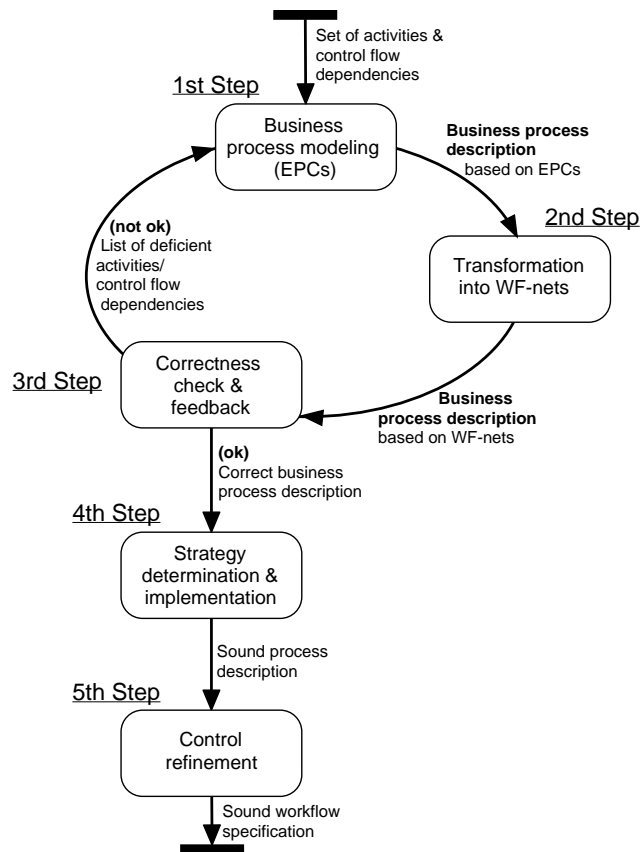 Set of activities &
control flow
dependencies
1st Step
Business
process modeling
(EPCs)
Business process
description
based on EPCs
2nd Step
Transformation
into WF-nets
(not ok)
List of deficient
activities/
control flow
dependencies
3rd Step
Correctness
check &
feedback
Business
process description
based on WF-nets
(ok)
Correct business
process description
4th Step
Strategy
determination &
implementation
Sound process
description
5th Step
Control
refinement
Sound workflow
specification